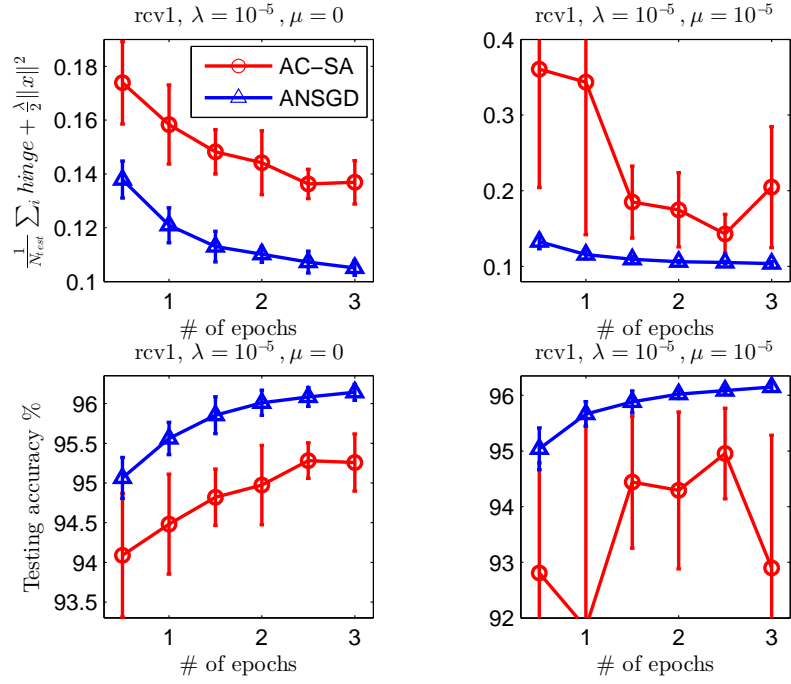 rcv1, λ = 10⁻⁵, μ = 0
0.18
0.16
0.14
0.12
0.1
1 2 3
# of epochs
1/N_test ∑_i hinge + λ/2 ||x||²
AC−SA
ANSGD
rcv1, λ = 10⁻⁵, μ = 10⁻⁵
0.4
0.3
0.2
0.1
1 2 3
# of epochs
rcv1, λ = 10⁻⁵, μ = 0
96
95.5
95
94.5
94
93.5
1 2 3
# of epochs
Testing accuracy %
rcv1, λ = 10⁻⁵, μ = 10⁻⁵
96
95
94
93
92
1 2 3
# of epochs